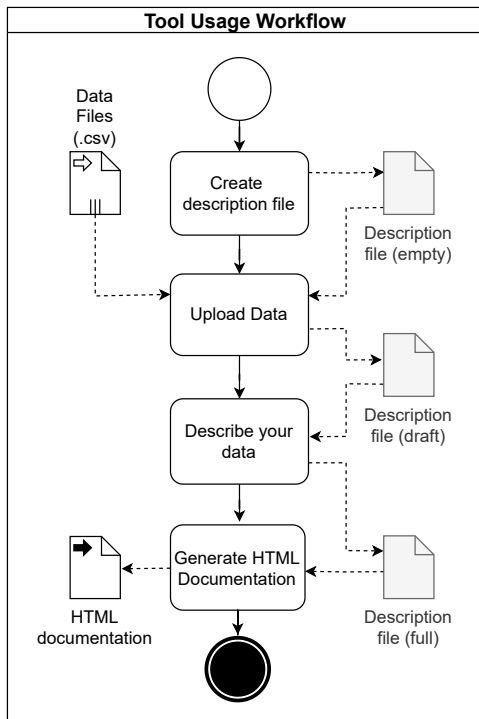 Tool Usage Workflow
Data
Files
(.csv)
Create
description file
Description
file (empty)
Upload Data
Description
file (draft)
Describe your
data
Generate HTML
Documentation
HTML
documentation
Description
file (full)